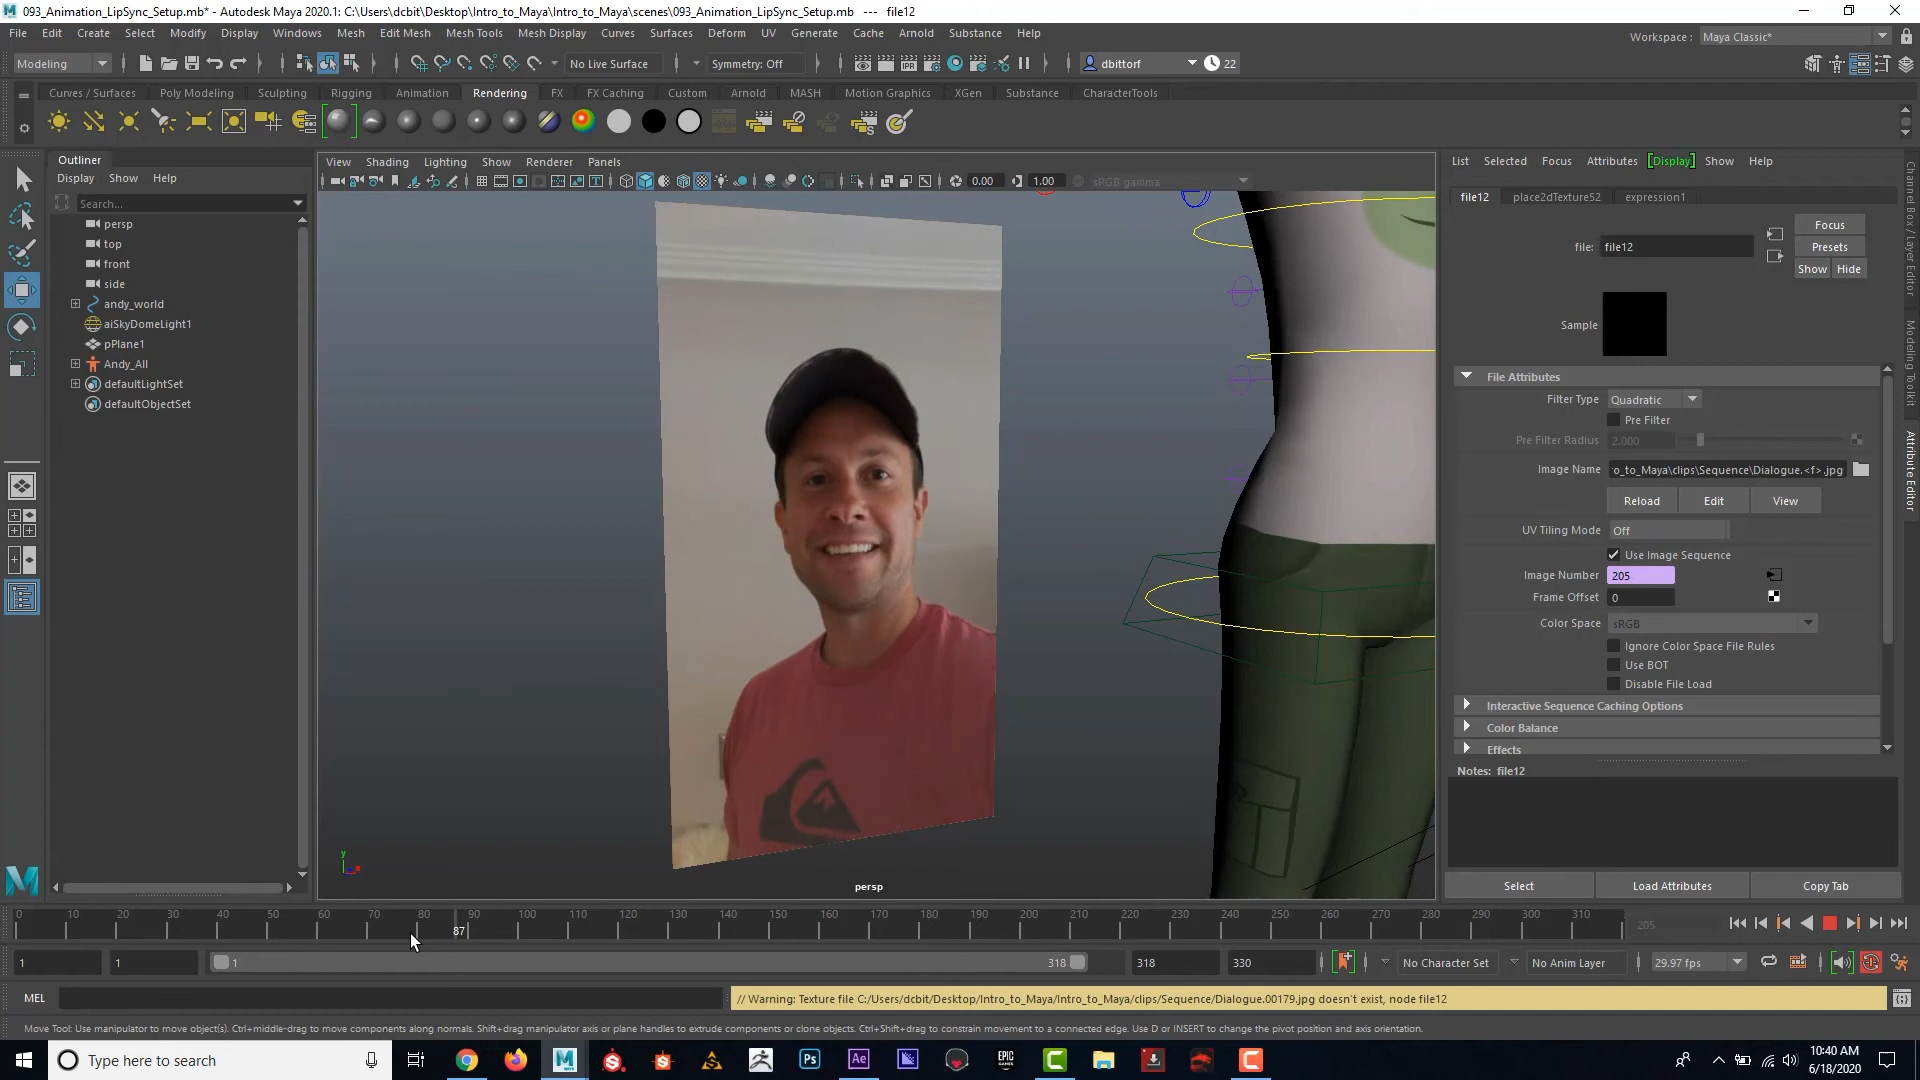 093_Animation_LipSync_Setup.mb* - Autodesk Maya 2020.1: C:\Users\dcbit\Desktop\Intro_to_Maya\Intro_to_Maya\scenes\093_Animation_LipSync_Setup.mb --- file12
File Edit Create Select Modify Display Windows Mesh Edit Mesh Mesh Tools Mesh Display Curves Surfaces Deform UV Generate Cache Arnold Substance Help
Workspace : Maya Classic*
Modeling No Live Surface Symmetry: Off dbittorf 22
Curves / Surfaces Poly Modeling Sculpting Rigging Animation Rendering FX FX Caching Custom Arnold MASH Motion Graphics XGen Substance CharacterTools
Outliner
Display Show Help
Search...
persp
top
front
side
andy_world
aiSkyDomeLight1
pPlane1
Andy_All
defaultLightSet
defaultObjectSet
View Shading Lighting Show Renderer Panels
0.00 1.00 sRGB gamma
persp
List Selected Focus Attributes Display Show Help
file12 place2dTexture52 expression1
file: file12
Focus
Presets
Show Hide
Sample
File Attributes
Filter Type Quadratic
Pre Filter
Pre Filter Radius 2.000
Image Name o_to_Maya\clips\Sequence\Dialogue.<f>.jpg
Reload Edit View
UV Tiling Mode Off
Use Image Sequence
Image Number 205
Frame Offset 0
Color Space sRGB
Ignore Color Space File Rules
Use BOT
Disable File Load
Interactive Sequence Caching Options
Color Balance
Effects
Notes: file12
Select Load Attributes Copy Tab
Channel Box / Layer Editor
Modeling Toolkit
Attribute Editor
0 10 20 30 40 50 60 70 80 90 100 110 120 130 140 150 160 170 180 190 200 210 220 230 240 250 260 270 280 290 300 310
87
205
1 1 1 318 318 330 No Character Set No Anim Layer 29.97 fps
MEL
// Warning: Texture file C:/Users/dcbit/Desktop/Intro_to_Maya/Intro_to_Maya/clips/Sequence/Dialogue.00179.jpg doesn't exist, node file12
Move Tool: Use manipulator to move object(s). Ctrl+middle-drag to move components along normals. Shift+drag manipulator axis or plane handles to extrude components or clone objects. Ctrl+Shift+drag to constrain movement to a connected edge. Use D or INSERT to change the pivot position and axis orientation.
Type here to search
Ps
Ae
EPIC GAMES
10:40 AM
6/18/2020